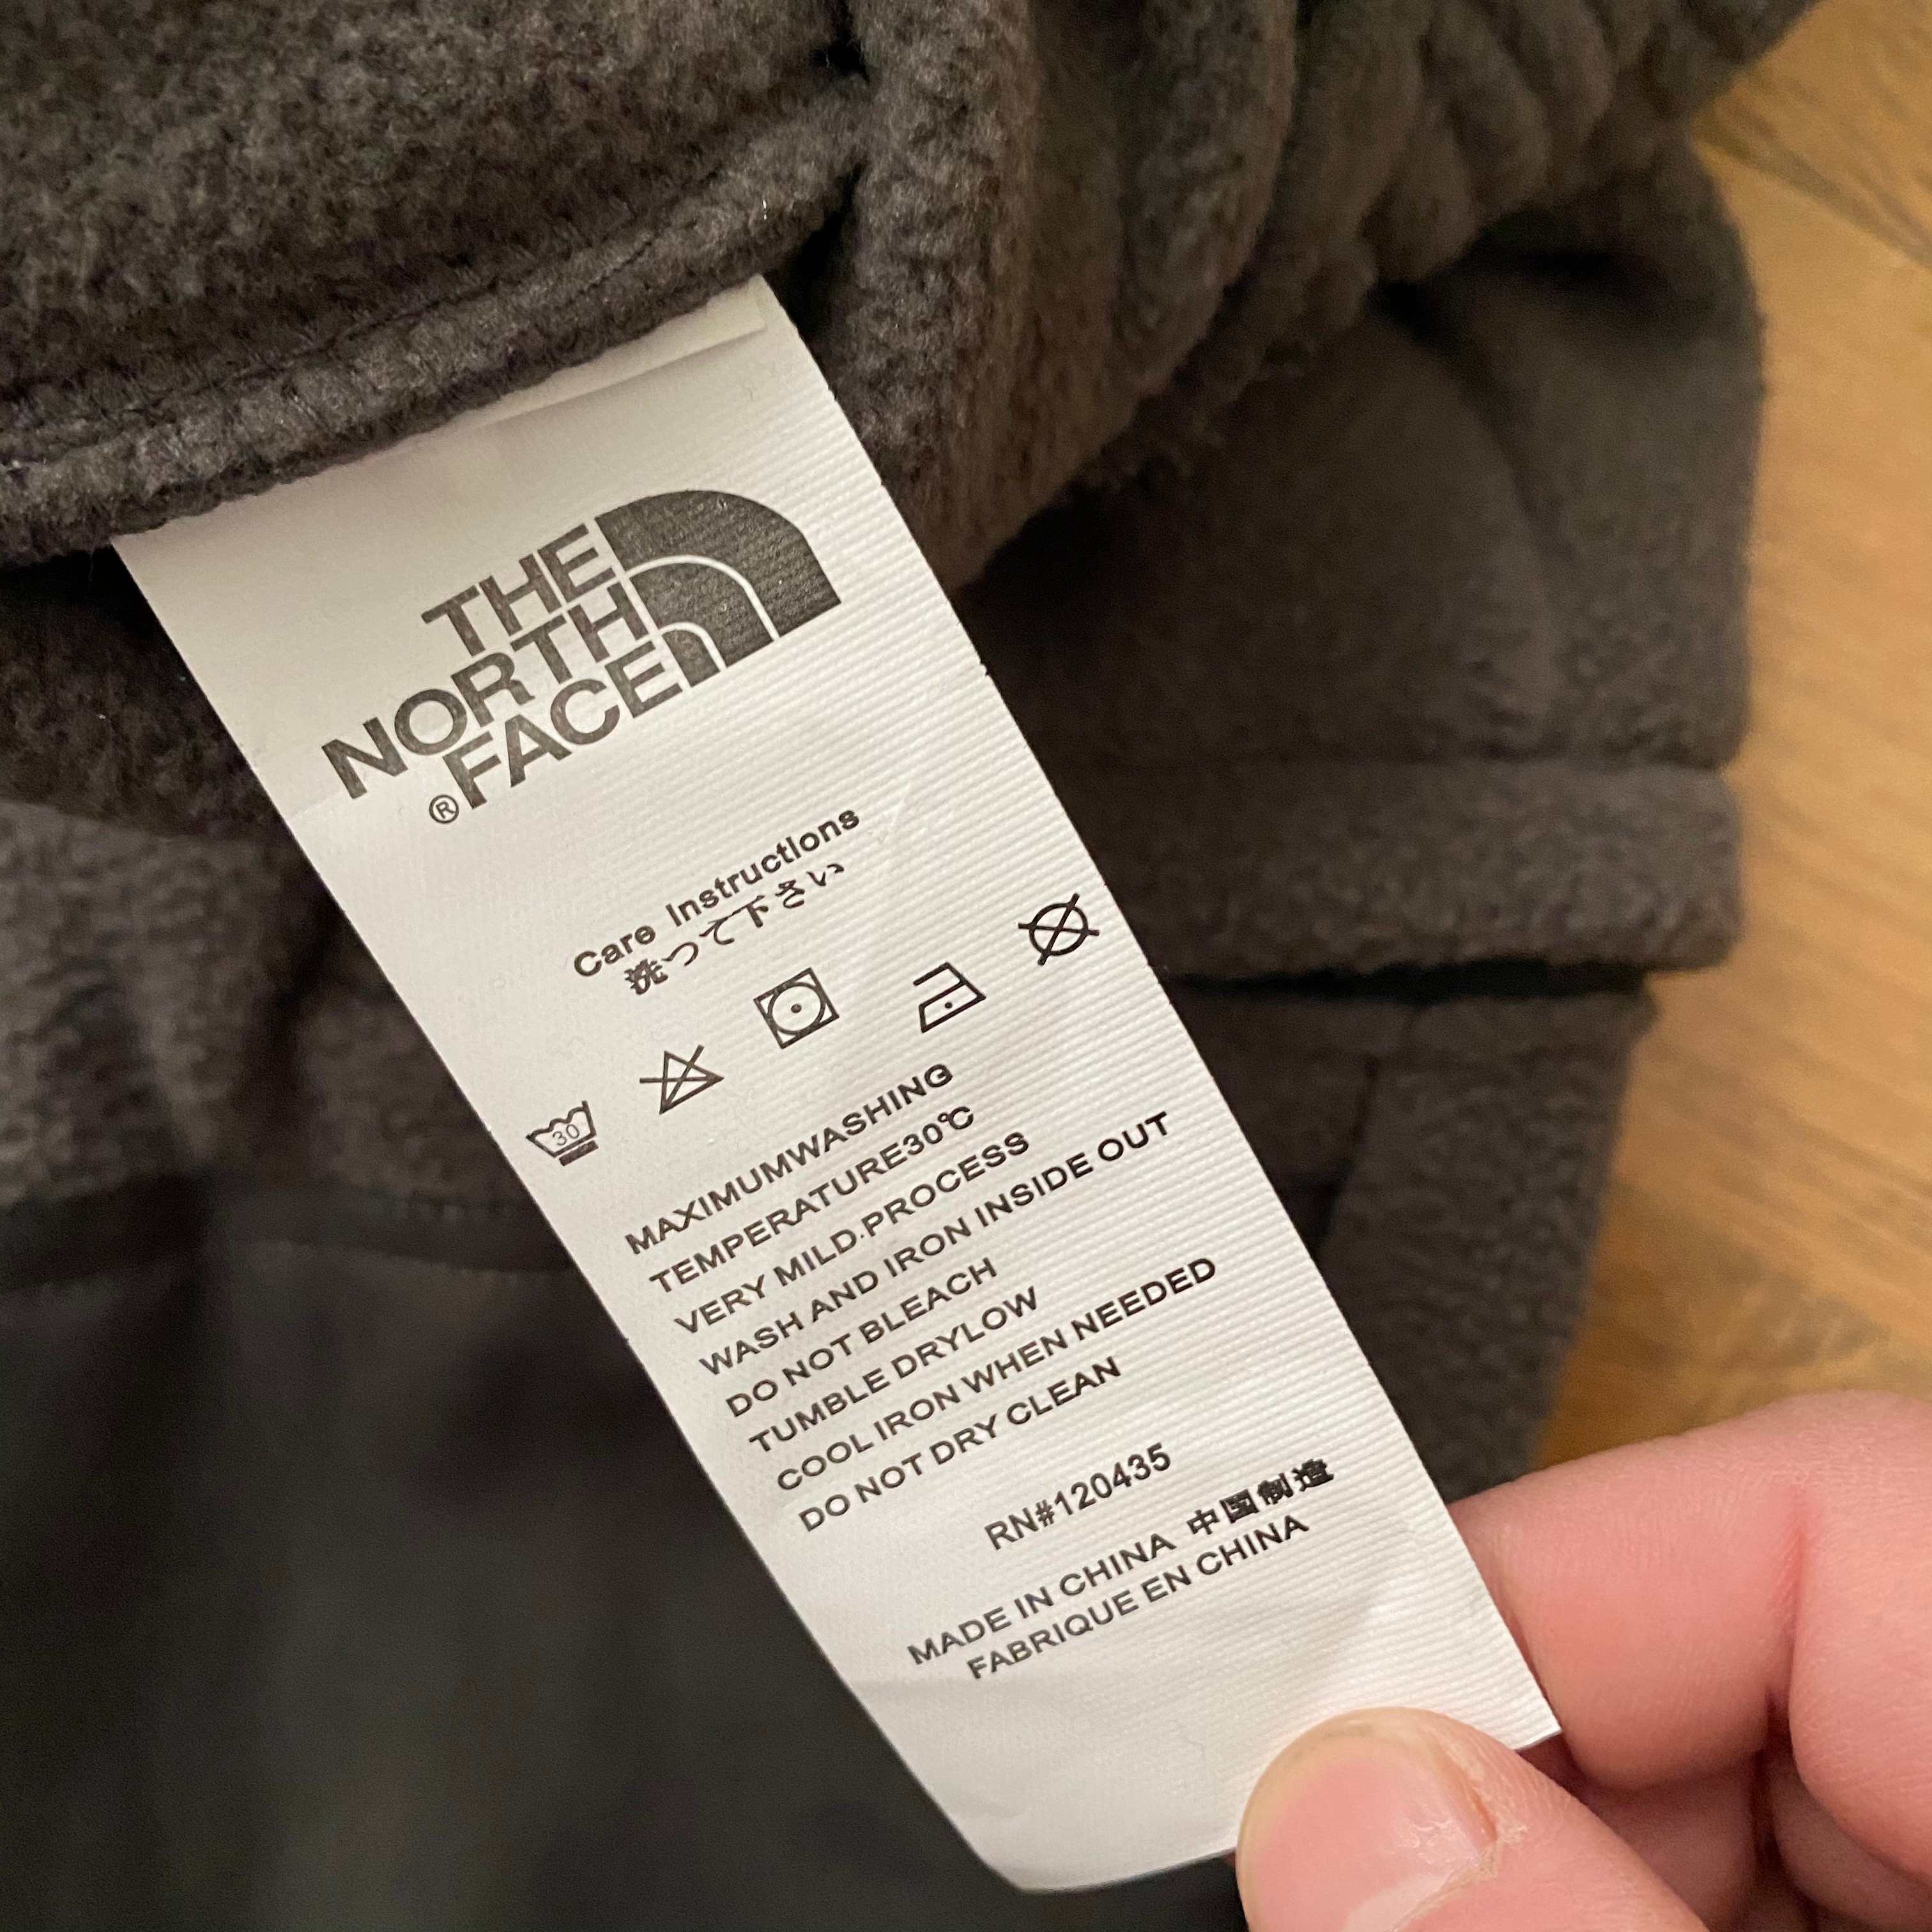 THE
NORTH
FACE
®
Care Instructions
洗つて下さい
30
MAXIMUMWASHING
TEMPERATURE30℃
VERY MILD.PROCESS
WASH AND IRON INSIDE OUT
DO NOT BLEACH
TUMBLE DRYLOW
COOL IRON WHEN NEEDED
DO NOT DRY CLEAN
RN#120435
MADE IN CHINA 中国制造
FABRIQUE EN CHINA